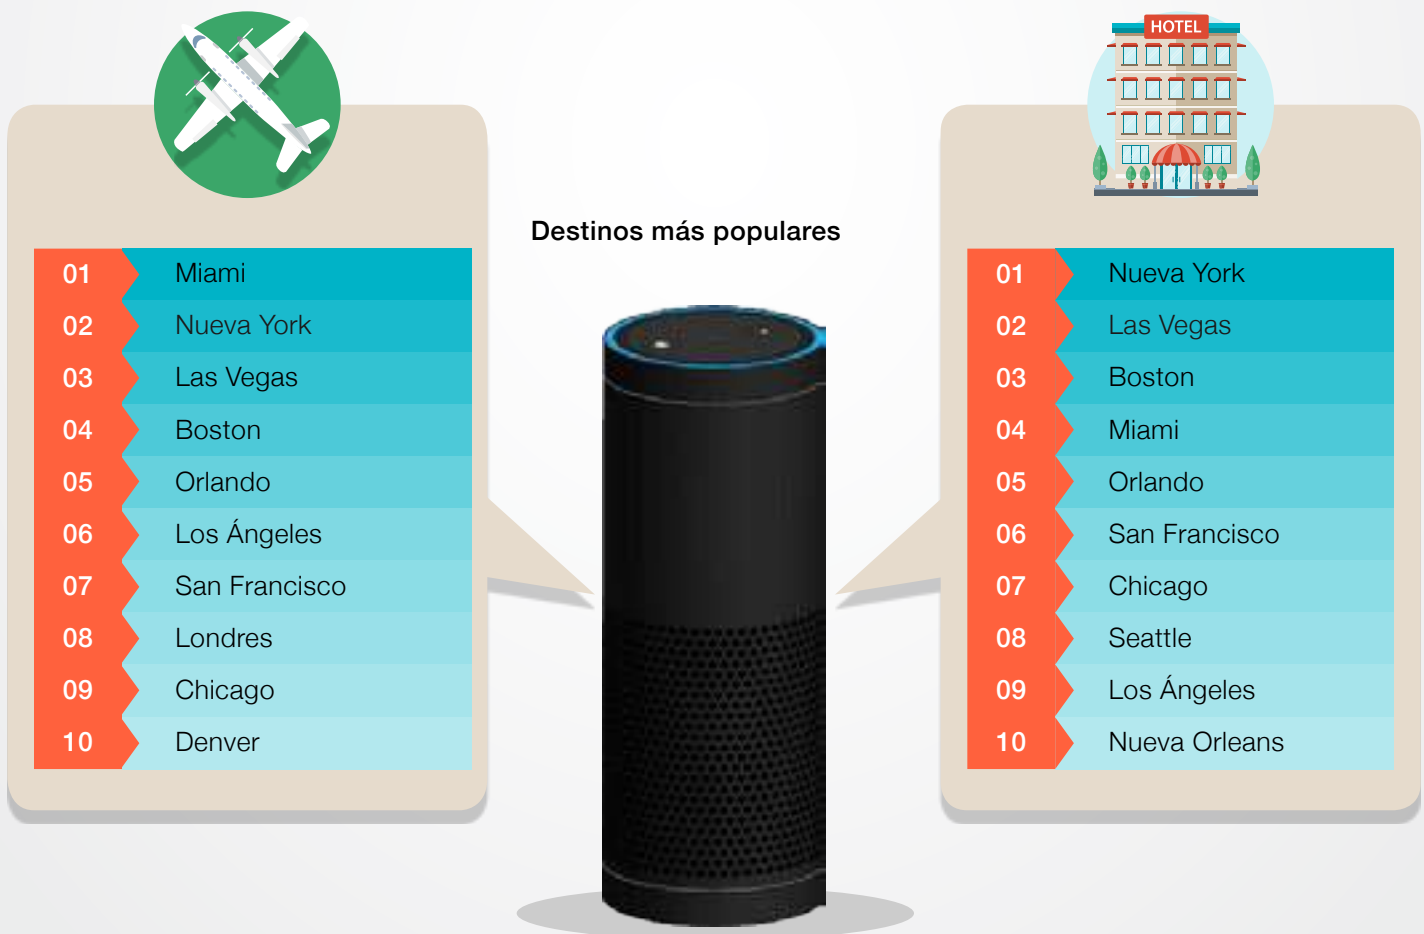 HOTEL
Destinos más populares
01 Miami
02 Nueva York
03 Las Vegas
04 Boston
05 Orlando
06 Los Ángeles
07 San Francisco
08 Londres
09 Chicago
10 Denver
01 Nueva York
02 Las Vegas
03 Boston
04 Miami
05 Orlando
06 San Francisco
07 Chicago
08 Seattle
09 Los Ángeles
10 Nueva Orleans